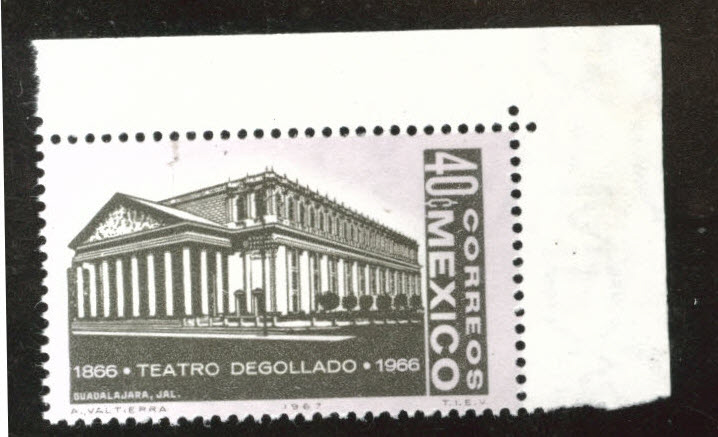 40¢ CORREOS
MEXICO
1866 • TEATRO DEGOLLADO • 1966
GUADALAJARA, JAL.
A. VALTIERRA 1967 T.I.E.V.